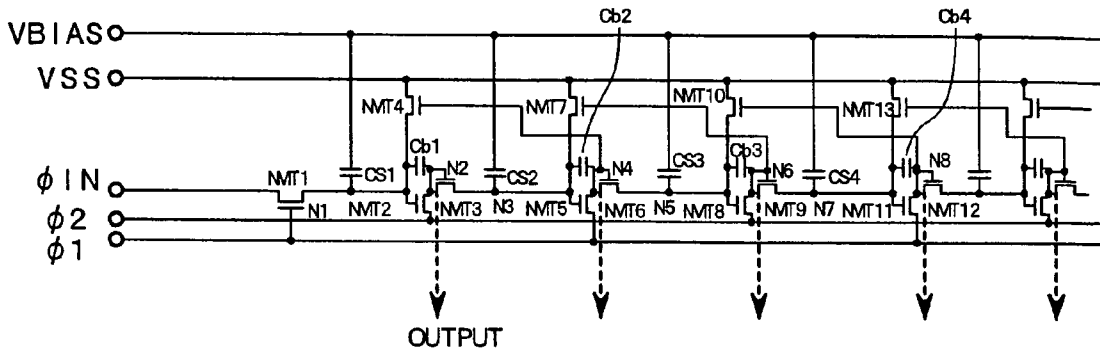 Cb2 Cb4
VBIAS
VSS
NMT4 NMT7 NMT10 NMT13
Cb1 N2 N4 Cb3 N6 N8
CS1 CS2 CS3 CS4
ϕIN NMT1
N1 NMT2 NMT3 N3 NMT5 NMT6 N5 NMT8 NMT9 N7 NMT11 NMT12
ϕ2
ϕ1
OUTPUT